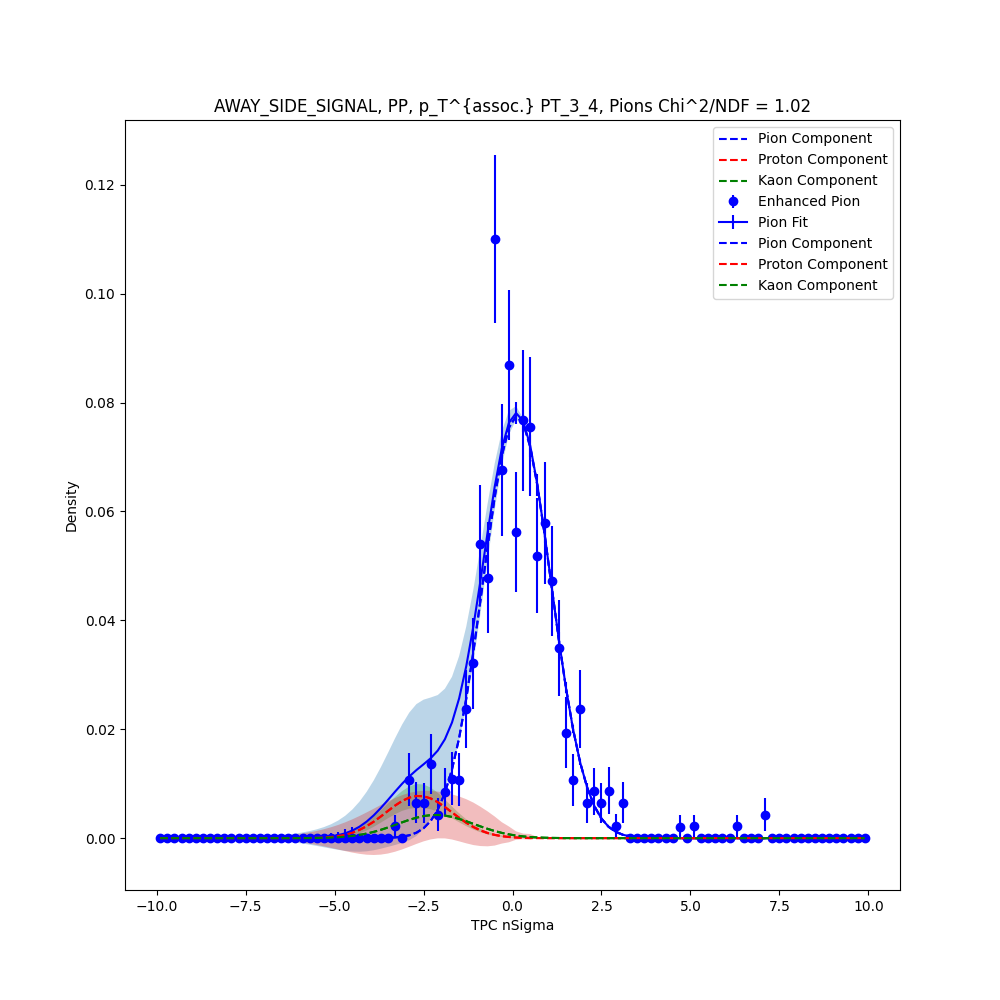 AWAY_SIDE_SIGNAL, PP, p_T^{assoc.} PT_3_4, Pions Chi^2/NDF = 1.02
Pion Component
Proton Component
Kaon Component
Enhanced Pion
Pion Fit
Pion Component
Proton Component
Kaon Component
0.12
0.10
0.08
0.06
0.04
0.02
0.00
Density
−10.0 −7.5 −5.0 −2.5 0.0 2.5 5.0 7.5 10.0
TPC nSigma